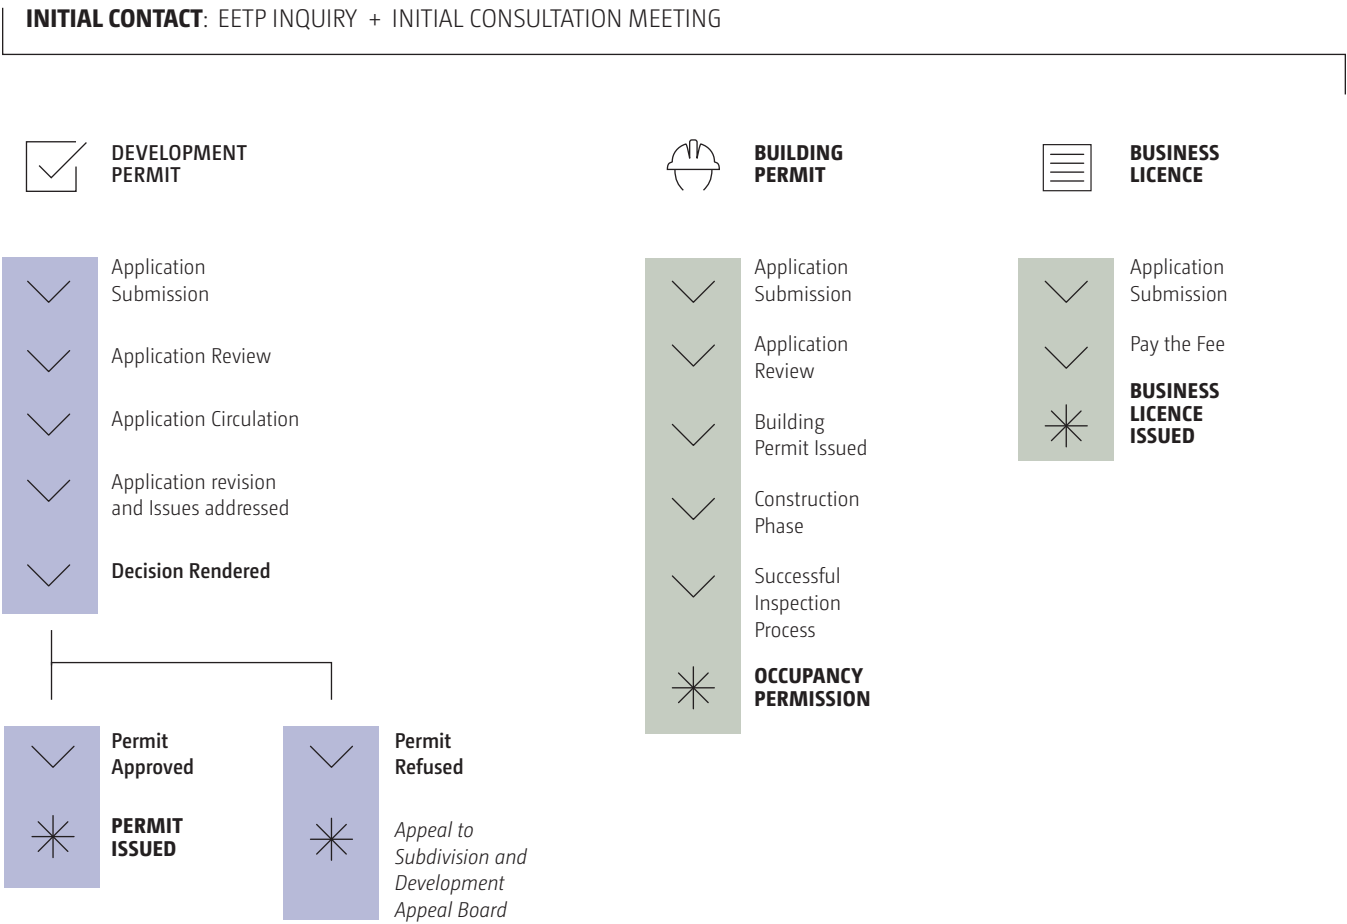 INITIAL CONTACT: EETP INQUIRY + INITIAL CONSULTATION MEETING
DEVELOPMENT
PERMIT
Application
Submission
Application Review
Application Circulation
Application revision
and Issues addressed
Decision Rendered
Permit
Approved
PERMIT
ISSUED
Permit
Refused
Appeal to
Subdivision and
Development
Appeal Board
BUILDING
PERMIT
Application
Submission
Application
Review
Building
Permit Issued
Construction
Phase
Successful
Inspection
Process
OCCUPANCY
PERMISSION
BUSINESS
LICENCE
Application
Submission
Pay the Fee
BUSINESS
LICENCE
ISSUED